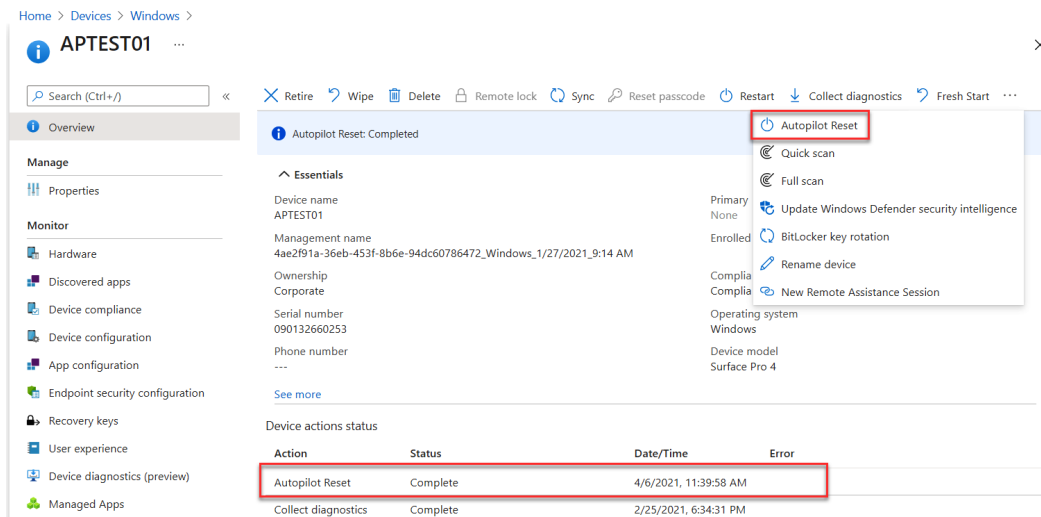 Home > Devices > Windows >
APTEST01 ...
Search (Ctrl+/)
«
Retire Wipe Delete Remote lock Sync Reset passcode Restart Collect diagnostics Fresh Start ...
Overview
Manage
Properties
Monitor
Hardware
Discovered apps
Device compliance
Device configuration
App configuration
Endpoint security configuration
Recovery keys
User experience
Device diagnostics (preview)
Managed Apps
Autopilot Reset: Completed
Autopilot Reset
Quick scan
Full scan
Update Windows Defender security intelligence
BitLocker key rotation
Rename device
New Remote Assistance Session
Essentials
Device name
APTEST01
Management name
4ae2f91a-36eb-453f-8b6e-94dc60786472_Windows_1/27/2021_9:14 AM
Ownership
Corporate
Serial number
090132660253
Phone number
---
See more
Primary
None
Enrolled
Complia
Complia
Operating system
Windows
Device model
Surface Pro 4
Device actions status
Action Status Date/Time Error
Autopilot Reset Complete 4/6/2021, 11:39:58 AM
Collect diagnostics Complete 2/25/2021, 6:34:31 PM